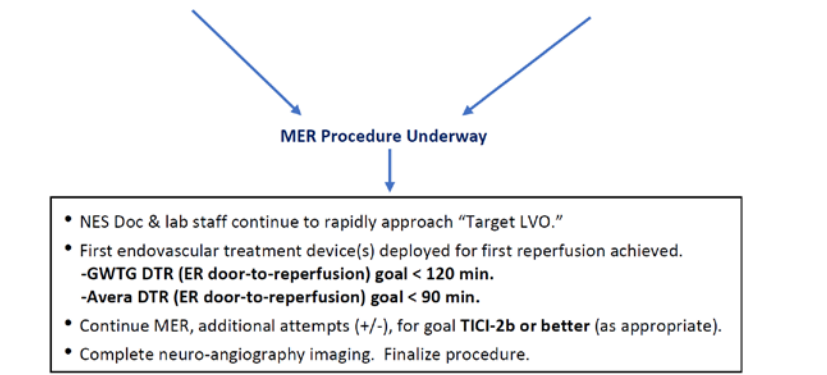 MER Procedure Underway
• NES Doc & lab staff continue to rapidly approach “Target LVO.”
• First endovascular treatment device(s) deployed for first reperfusion achieved.
-GWTG DTR (ER door-to-reperfusion) goal < 120 min.
-Avera DTR (ER door-to-reperfusion) goal < 90 min.
• Continue MER, additional attempts (+/-), for goal TICI-2b or better (as appropriate).
• Complete neuro-angiography imaging.  Finalize procedure.